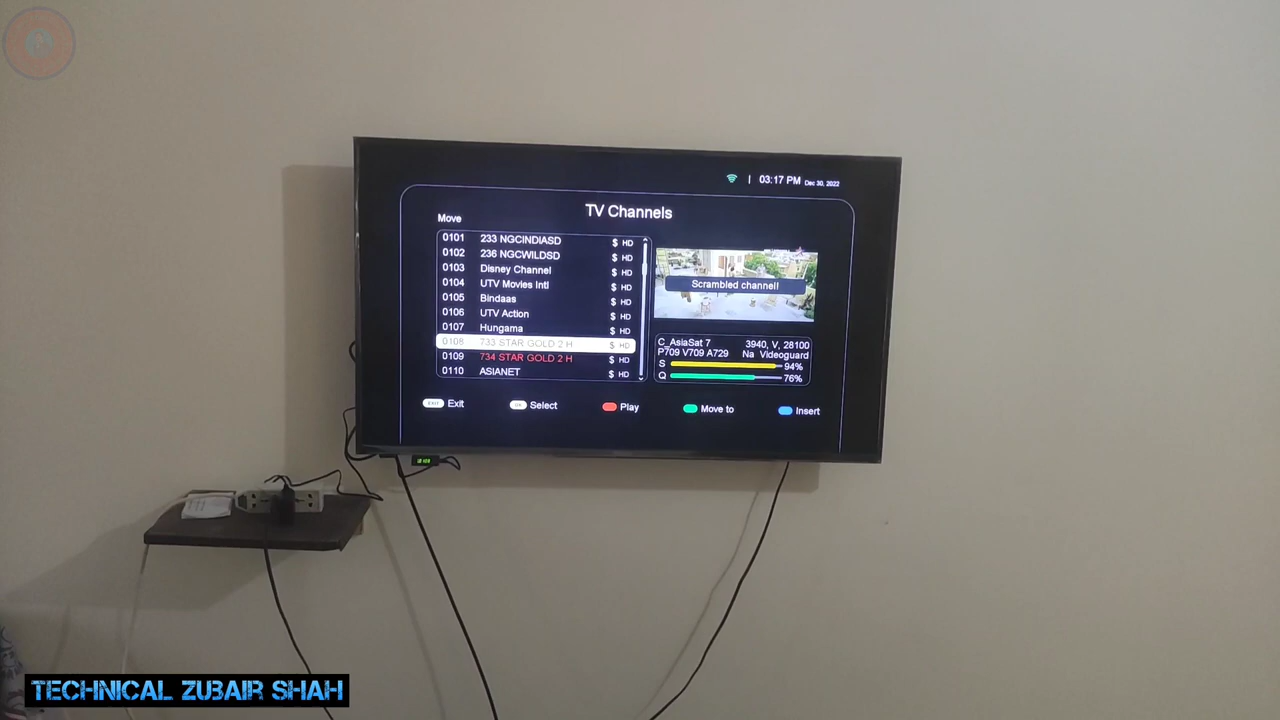 03:17 PM Dec 30, 2022
TV Channels
Move
0101 233 NGCINDIASD $ HD
0102 236 NGCWILDSD $ HD
0103 Disney Channel $ HD
0104 UTV Movies Intl $ HD
0105 Bindaas $ HD
0106 UTV Action $ HD
0107 Hungama $ HD
0108 733 STAR GOLD 2 H $ HD
0109 734 STAR GOLD 2 H $ HD
0110 ASIANET $ HD
Scrambled channel!
C_AsiaSat 7 3940, V, 28100
P709 V709 A729 Na Videoguard
S 94%
Q 76%
EXIT Exit
OK Select
Play
Move to
Insert
TECHNICAL ZUBAIR SHAH